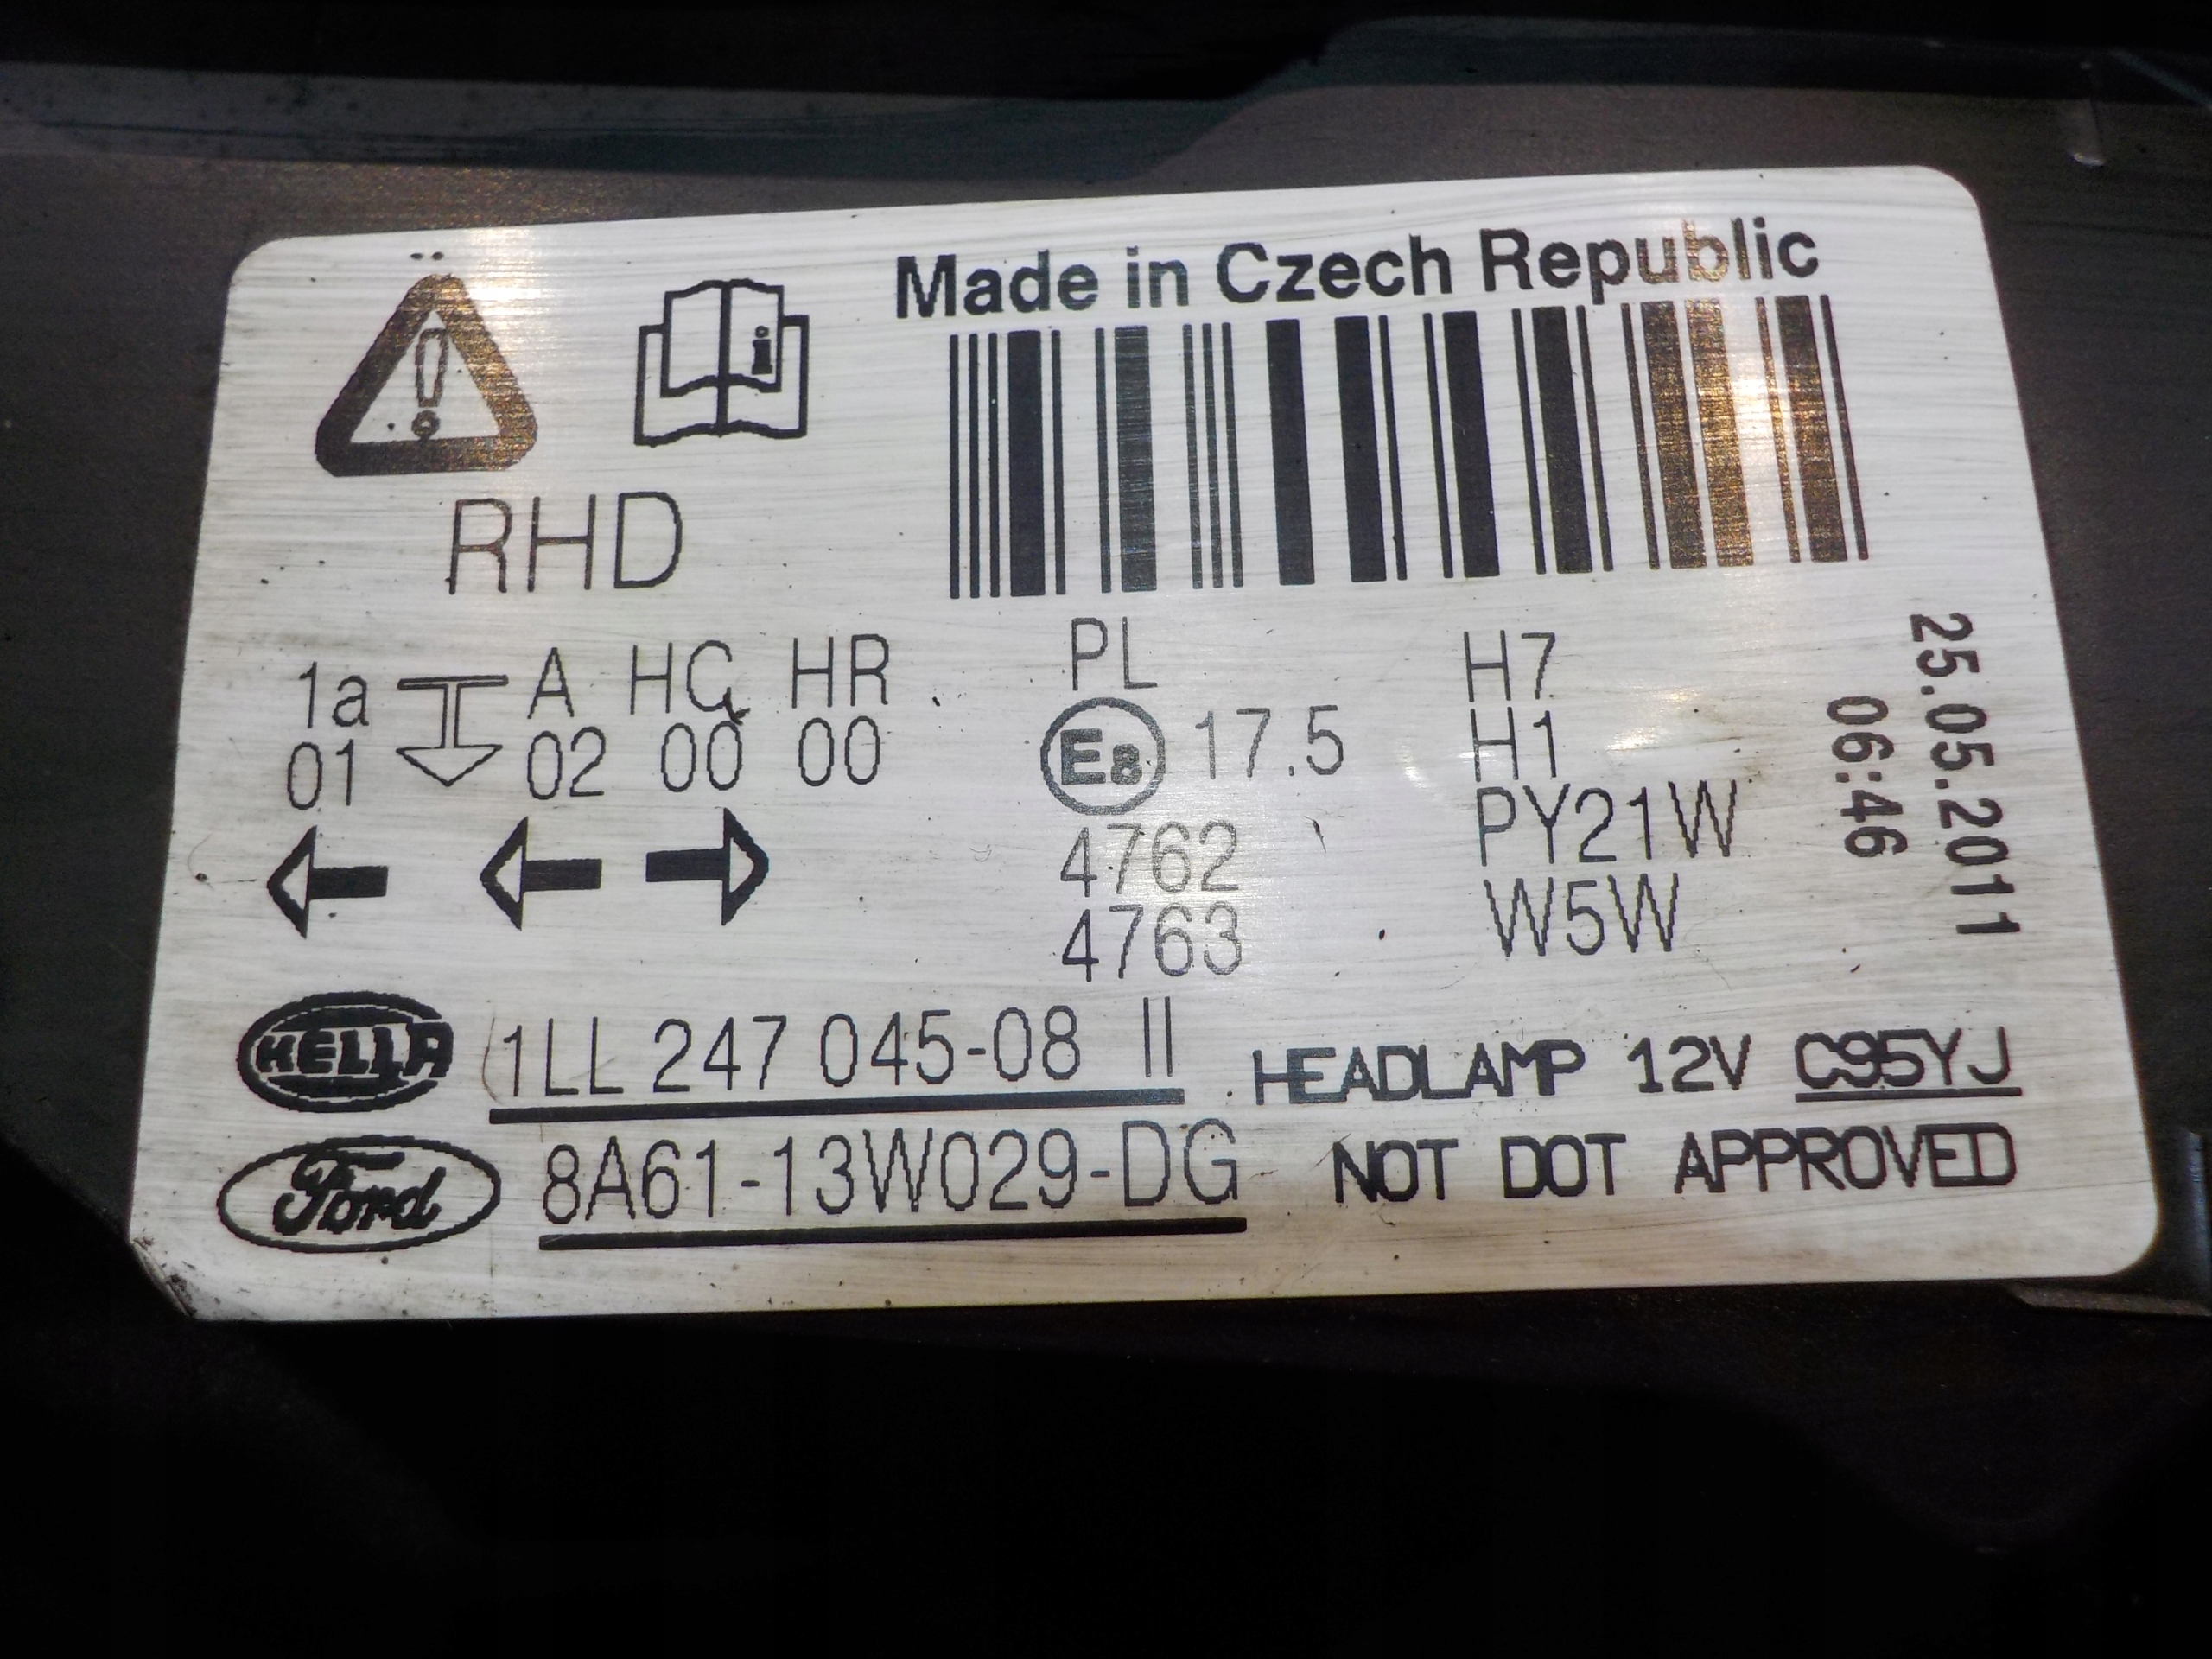 Made in Czech Republic
RHD
1a A HC HR PL H7
01 02 00 00 E8 17.5 H1
4762 PY21W
4763 W5W
25.05.2011
06:46
HELLA 1LL 247 045-08 II HEADLAMP 12V C95YJ
Ford 8A61-13W029-DG NOT DOT APPROVED